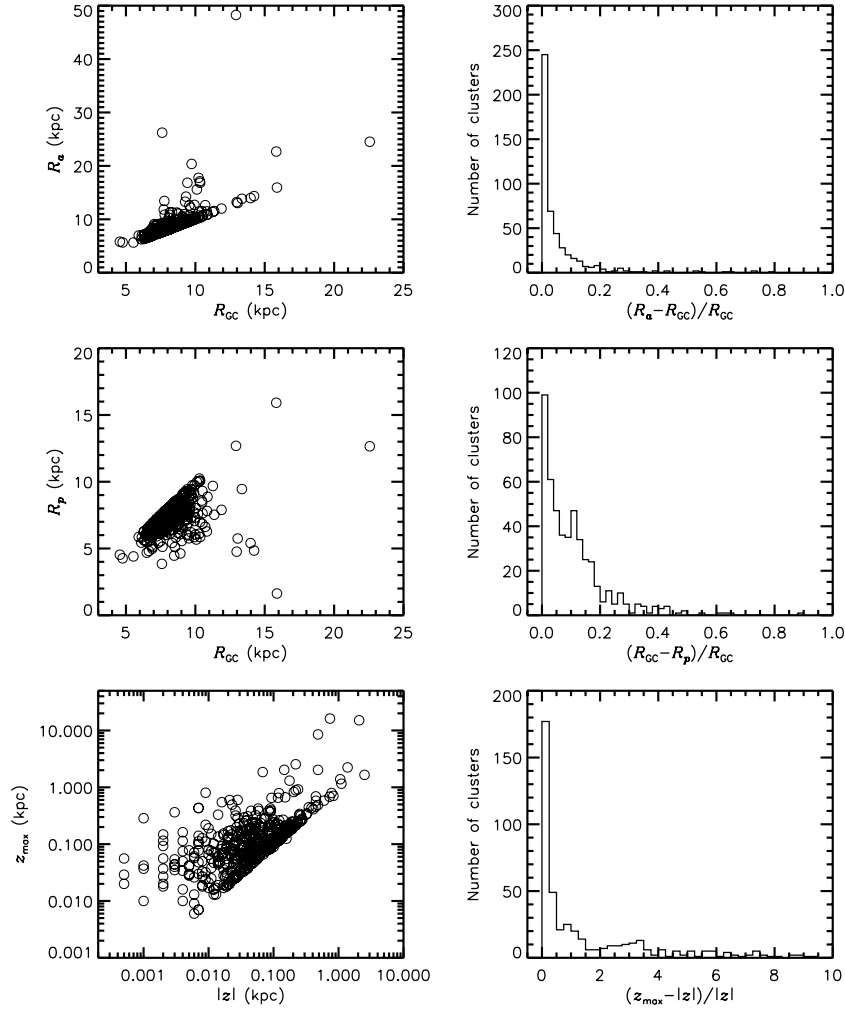 50
40
30
20
10
0
R_a (kpc)
5 10 15 20 25
R_GC (kpc)
300
250
200
150
100
50
0
Number of clusters
0.0 0.2 0.4 0.6 0.8 1.0
(R_a−R_GC)/R_GC
20
15
10
5
0
R_p (kpc)
5 10 15 20 25
R_GC (kpc)
120
100
80
60
40
20
0
Number of clusters
0.0 0.2 0.4 0.6 0.8 1.0
(R_GC−R_p)/R_GC
10.000
1.000
0.100
0.010
0.001
z_max (kpc)
0.001 0.010 0.100 1.000 10.000
|z| (kpc)
200
150
100
50
0
Number of clusters
0 2 4 6 8 10
(z_max−|z|)/|z|